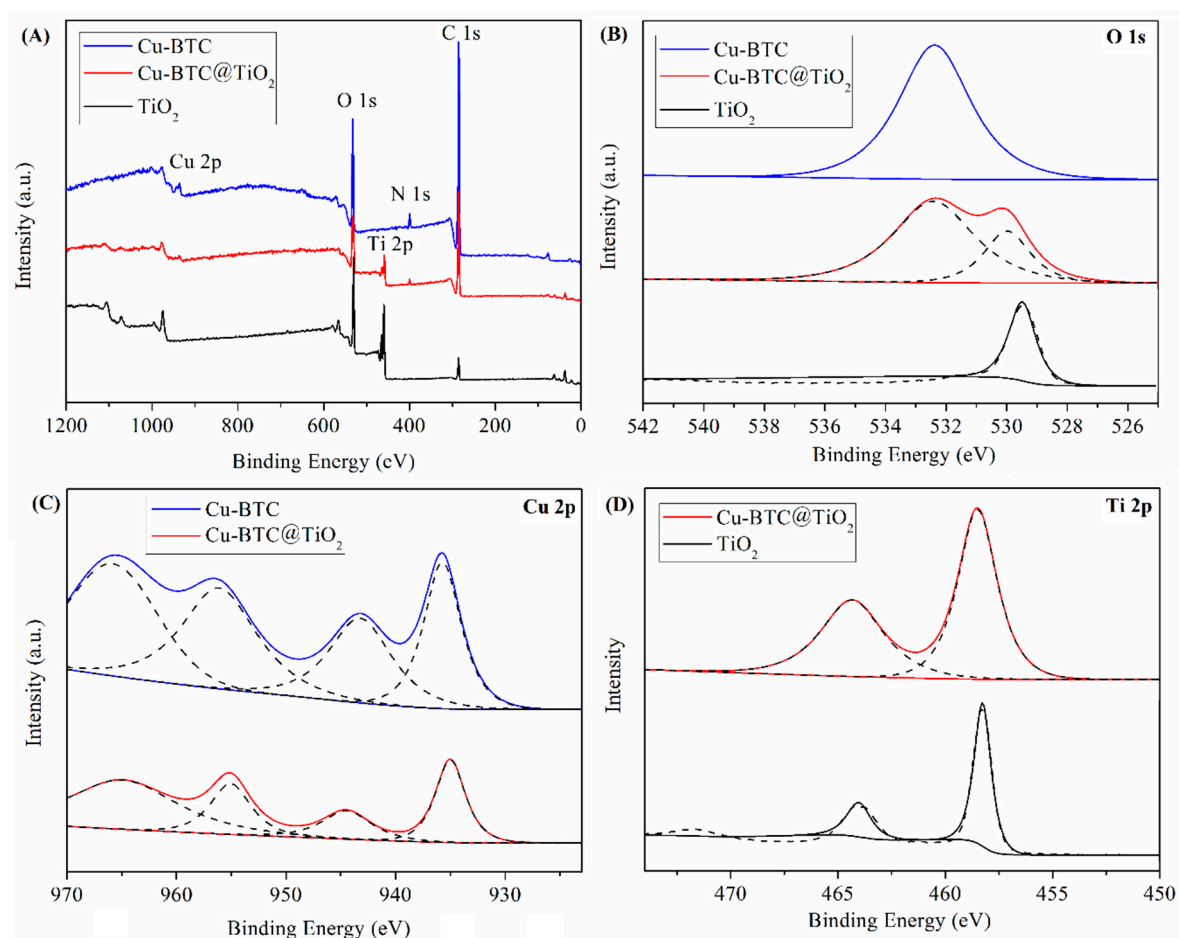 (A)
Cu-BTC
Cu-BTC@TiO₂
TiO₂
C 1s
O 1s
Cu 2p
N 1s
Ti 2p
Intensity (a.u.)
1200 1000 800 600 400 200 0
Binding Energy (eV)
(B)
O 1s
Cu-BTC
Cu-BTC@TiO₂
TiO₂
Intensity (a.u.)
542 540 538 536 534 532 530 528 526
Binding Energy (eV)
(C)
Cu 2p
Cu-BTC
Cu-BTC@TiO₂
Intensity (a.u.)
970 960 950 940 930
Binding Energy (eV)
(D)
Ti 2p
Cu-BTC@TiO₂
TiO₂
Intensity
470 465 460 455 450
Binding Energy (eV)